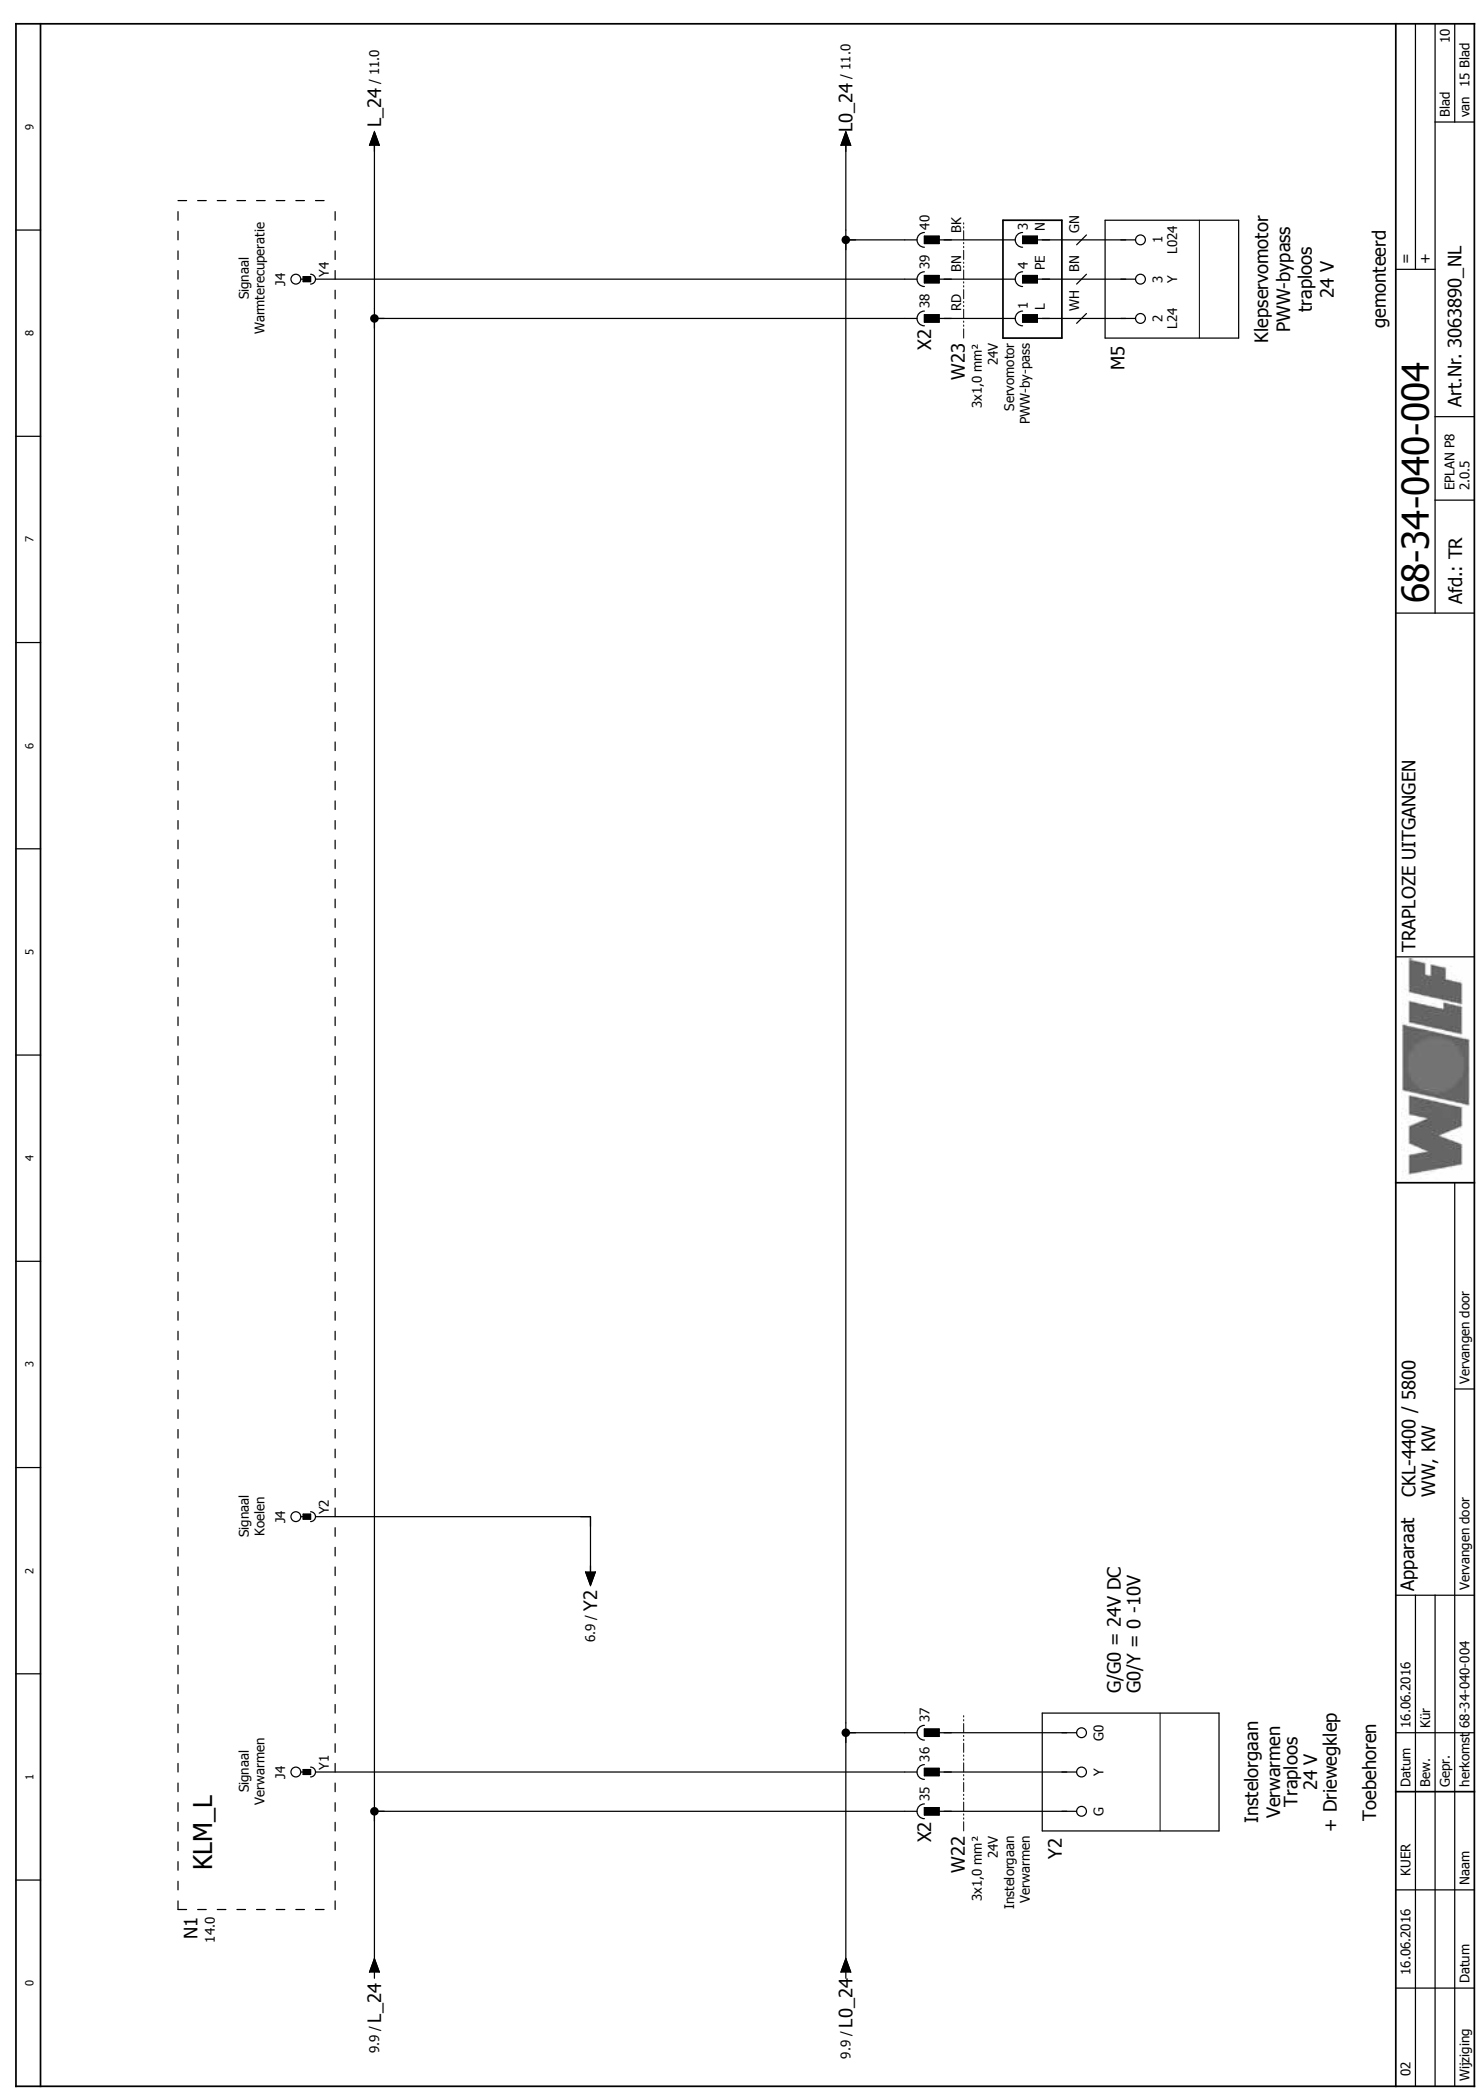 0
1
2
3
4
5
6
7
8
9
N1
14.0
KLM_L
Signaal
Verwarmen
J4
Y1
Signaal
Koelen
J4
Y2
Signaal
Warmterecuperatie
J4
Y4
9.9 / L_24
L_24 / 11.0
6.9 / Y2
9.9 / L0_24
L0_24 / 11.0
X2 35 36 37
W22
3x1,0 mm²
24V
Instelorgaan
Verwarmen
Y2
G Y G0
G/G0 = 24V DC
G0/Y = 0 -10V
Instelorgaan
Verwarmen
Traploos
24 V
+ Driewegklep
Toebehoren
X2 38 39 40
W23 RD BN BK
3x1,0 mm²
24V
Servomotor
PWW-by-pass
1 4 3
L PE N
WH BN GN
M5
2 3 1
L24 Y L024
Klepservomotor
PWW-bypass
traploos
24 V
gemonteerd
02 16.06.2016 KUER
Wijziging Datum Naam
Datum 16.06.2016
Bew. Kür
Gepr.
herkomst 68-34-040-004
Apparaat CKL-4400 / 5800
WW, KW
Vervangen door Vervangen door
WOLF
TRAPLOZE UITGANGEN
68-34-040-004
=
+
Afd.: TR
EPLAN P8
2.0.5
Art.Nr. 3063890_NL
Blad 10
van 15 Blad